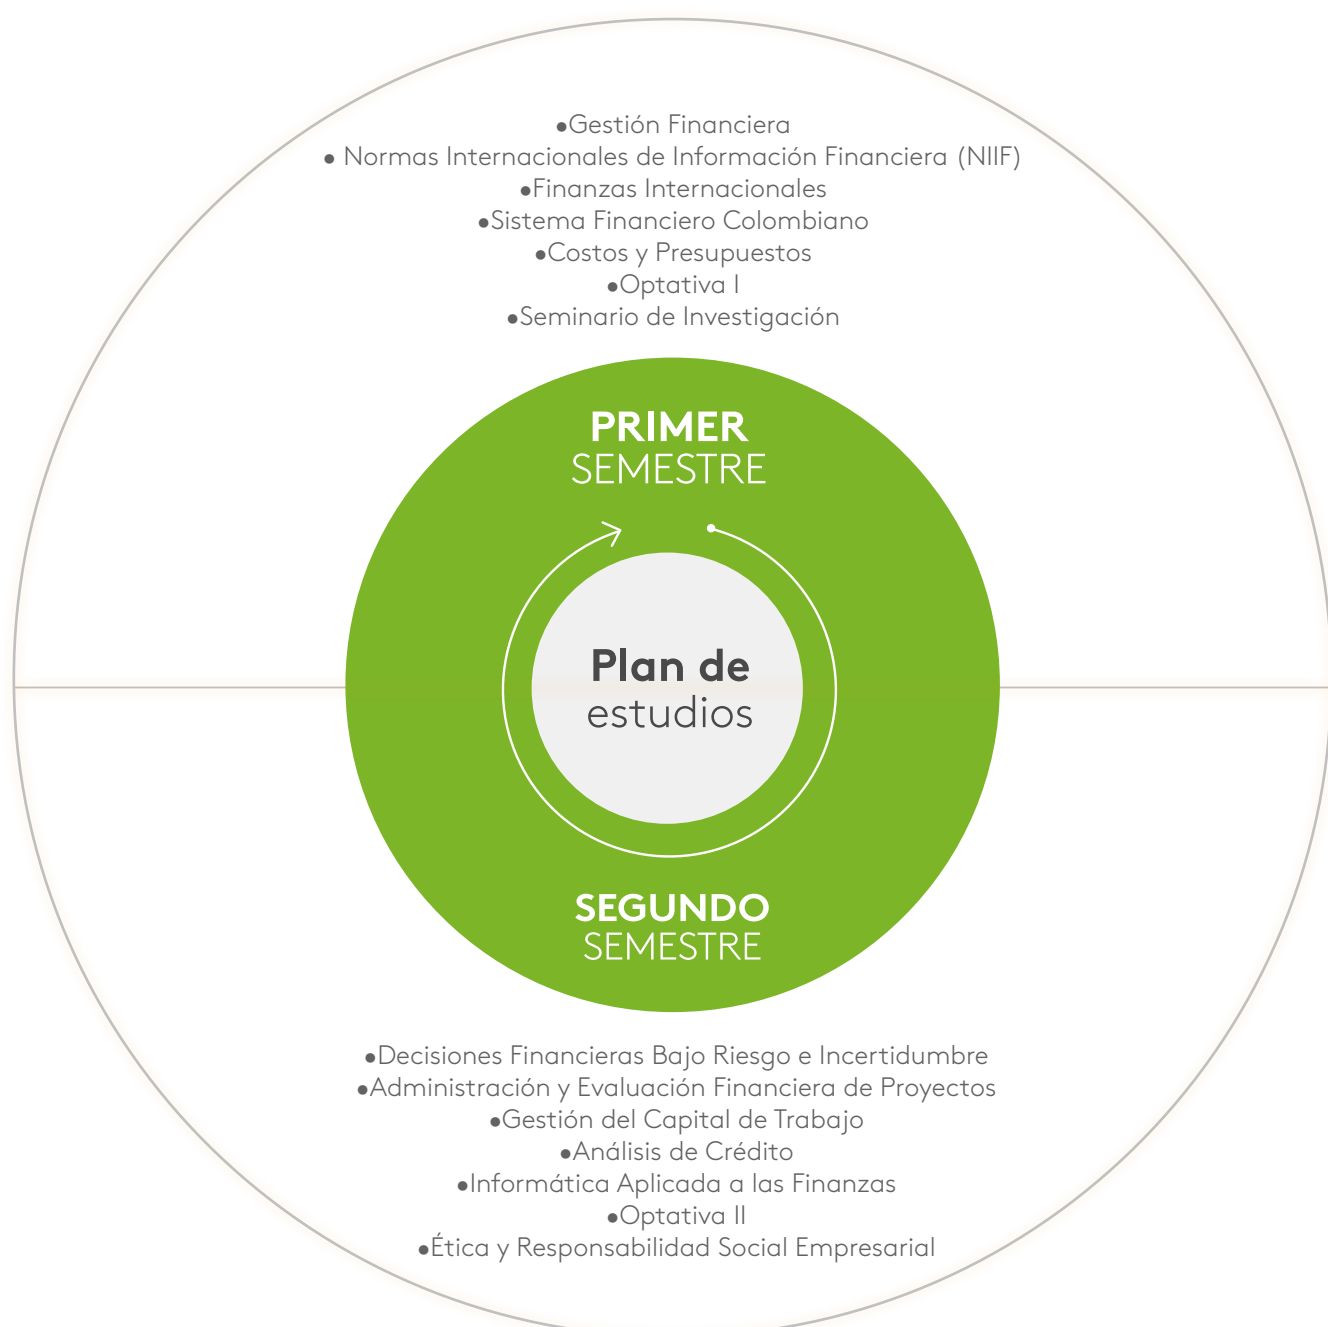 •Gestión Financiera
• Normas Internacionales de Información Financiera (NIIF)
•Finanzas Internacionales
•Sistema Financiero Colombiano
•Costos y Presupuestos
•Optativa I
•Seminario de Investigación
PRIMER
SEMESTRE
Plan de
estudios
SEGUNDO
SEMESTRE
•Decisiones Financieras Bajo Riesgo e Incertidumbre
•Administración y Evaluación Financiera de Proyectos
•Gestión del Capital de Trabajo
•Análisis de Crédito
•Informática Aplicada a las Finanzas
•Optativa II
•Ética y Responsabilidad Social Empresarial